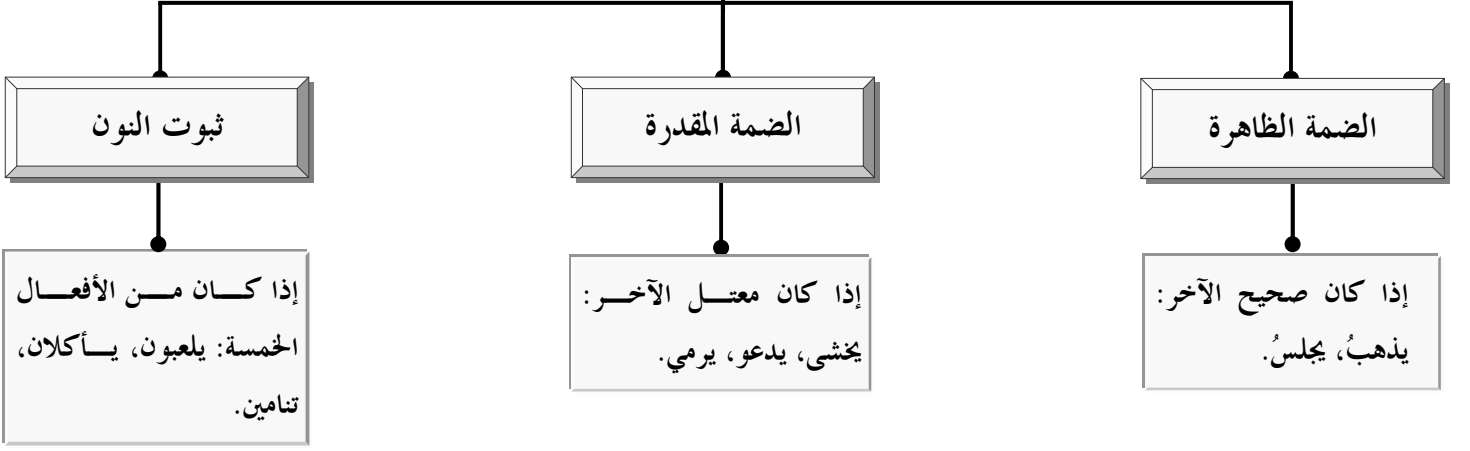 الضمة الظاهرة
إذا كان صحيح الآخر:
يذهبُ، يجلسُ.
الضمة المقدرة
إذا كان معتل الآخر:
يخشى، يدعو، يرمي.
ثبوت النون
إذا كان من الأفعال
الخمسة: يلعبون، يأكلان،
تنامين.